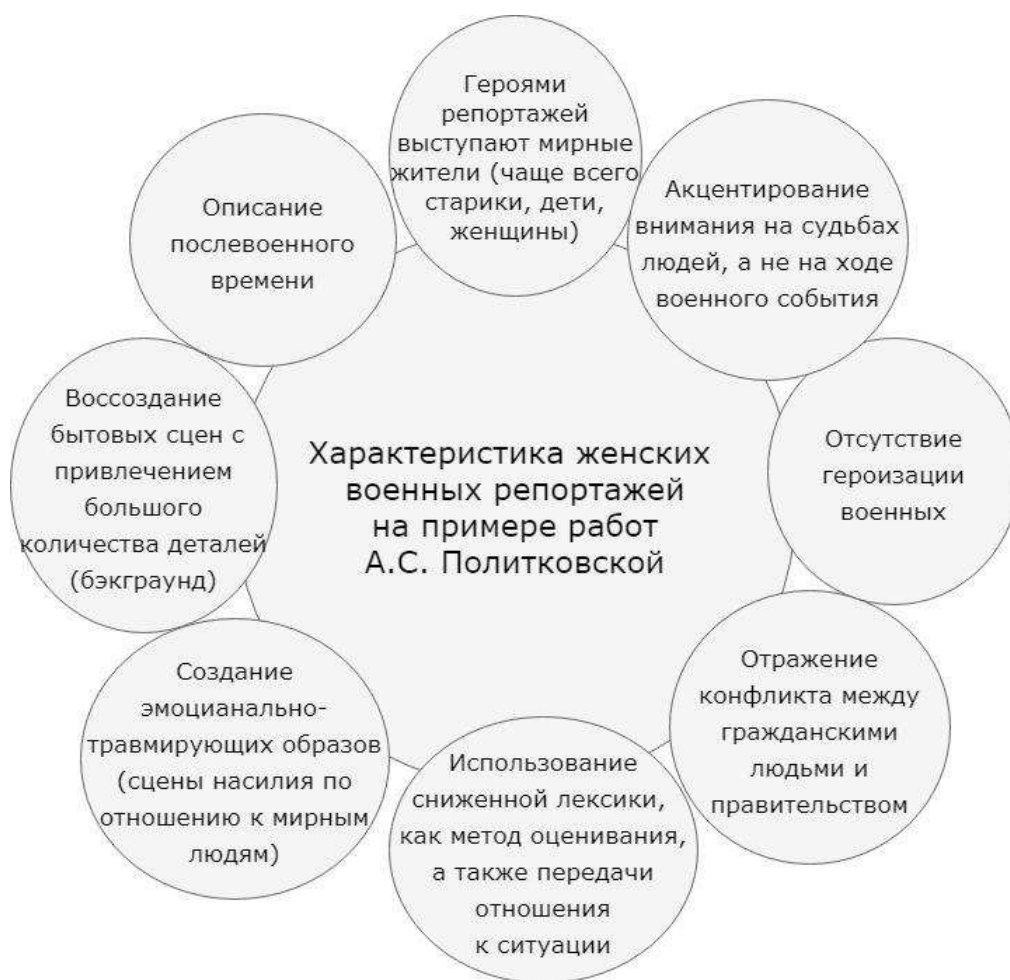 Героями
репортажей
выступают мирные
жители (чаще всего
старики, дети,
женщины)
Акцентирование
внимания на судьбах
людей, а не на ходе
военного события
Отсутствие
героизации
военных
Отражение
конфликта между
гражданскими
людьми и
правительством
Использование
сниженной лексики,
как метод оценивания,
а также передачи
отношения
к ситуации
Создание
эмоцианально-
травмирующих образов
(сцены насилия по
отношению к мирным
людям)
Воссоздание
бытовых сцен с
привлечением
большого
количества деталей
(бэкграунд)
Описание
послевоенного
времени
Характеристика женских
военных репортажей
на примере работ
А.С. Политковской